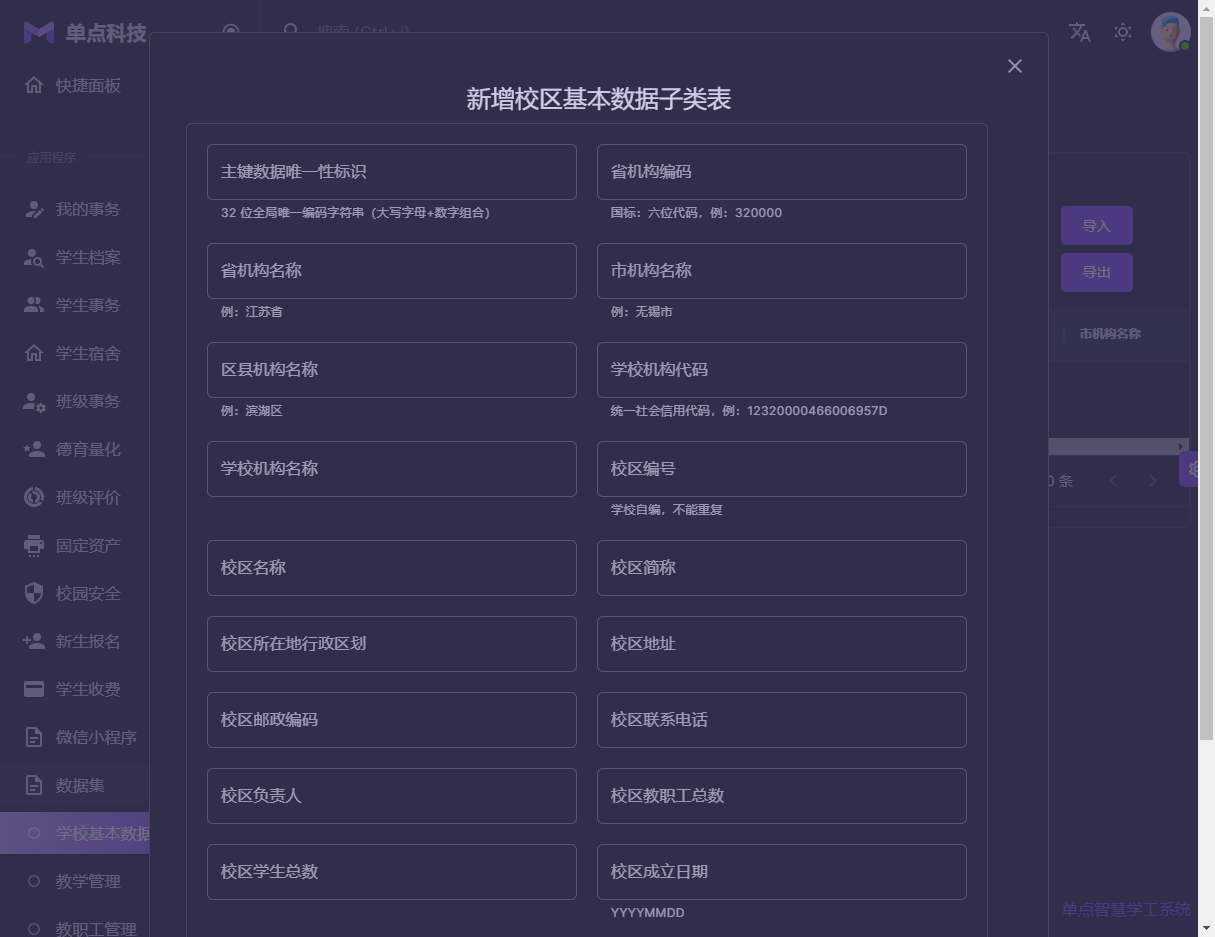 单点科技
搜索 (Ctrl+/)
快捷面板
应用程序
我的事务
学生档案
学生事务
学生宿舍
班级事务
德育量化
班级评价
固定资产
校园安全
新生报名
学生收费
微信小程序
数据集
学校基本数据
教学管理
教职工管理
新增校区基本数据子类表
主键数据唯一性标识
32 位全局唯一编码字符串（大写字母+数字组合）
省机构编码
国标：六位代码，例：320000
省机构名称
例：江苏省
市机构名称
例：无锡市
区县机构名称
例：滨湖区
学校机构代码
统一社会信用代码，例：12320000466006957D
学校机构名称
校区编号
学校自编，不能重复
校区名称
校区简称
校区所在地行政区划
校区地址
校区邮政编码
校区联系电话
校区负责人
校区教职工总数
校区学生总数
校区成立日期
YYYYMMDD
导入
导出
市机构名称
0 条
单点智慧学工系统